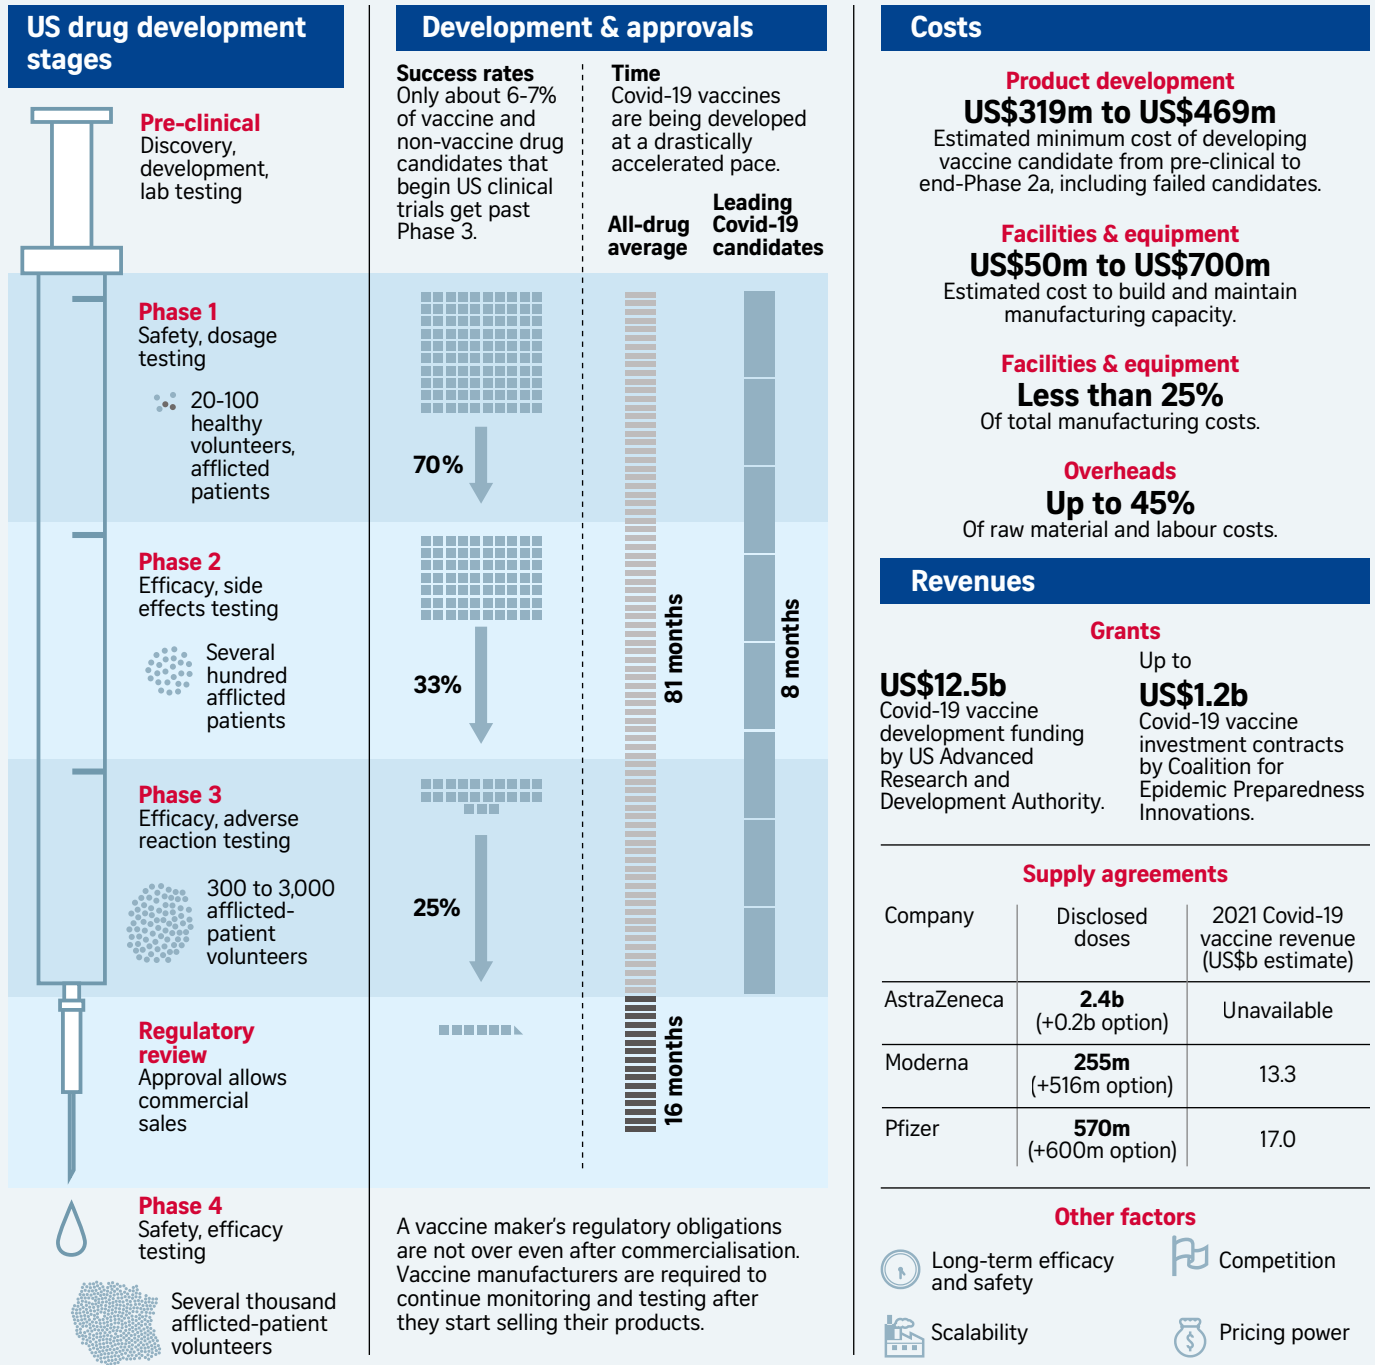 US drug development
stages
Pre-clinical
Discovery,
development,
lab testing
Phase 1
Safety, dosage
testing
20-100
healthy
volunteers,
afflicted
patients
Phase 2
Efficacy, side
effects testing
Several
hundred
afflicted
patients
Phase 3
Efficacy, adverse
reaction testing
300 to 3,000
afflicted-
patient
volunteers
Regulatory
review
Approval allows
commercial
sales
Phase 4
Safety, efficacy
testing
Several thousand
afflicted-patient
volunteers
Development & approvals
Success rates
Only about 6-7%
of vaccine and
non-vaccine drug
candidates that
begin US clinical
trials get past
Phase 3.
70%
33%
25%
Time
Covid-19 vaccines
are being developed
at a drastically
accelerated pace.
All-drug
average
Leading
Covid-19
candidates
81 months
8 months
16 months
A vaccine maker's regulatory obligations
are not over even after commercialisation.
Vaccine manufacturers are required to
continue monitoring and testing after
they start selling their products.
Costs
Product development
US$319m to US$469m
Estimated minimum cost of developing
vaccine candidate from pre-clinical to
end-Phase 2a, including failed candidates.
Facilities & equipment
US$50m to US$700m
Estimated cost to build and maintain
manufacturing capacity.
Facilities & equipment
Less than 25%
Of total manufacturing costs.
Overheads
Up to 45%
Of raw material and labour costs.
Revenues
Grants
US$12.5b
Covid-19 vaccine
development funding
by US Advanced
Research and
Development Authority.
Up to
US$1.2b
Covid-19 vaccine
investment contracts
by Coalition for
Epidemic Preparedness
Innovations.
Supply agreements
Company
Disclosed
doses
2021 Covid-19
vaccine revenue
(US$b estimate)
AstraZeneca
2.4b
(+0.2b option)
Unavailable
Moderna
255m
(+516m option)
13.3
Pfizer
570m
(+600m option)
17.0
Other factors
Long-term efficacy
and safety
Competition
Scalability
$
Pricing power